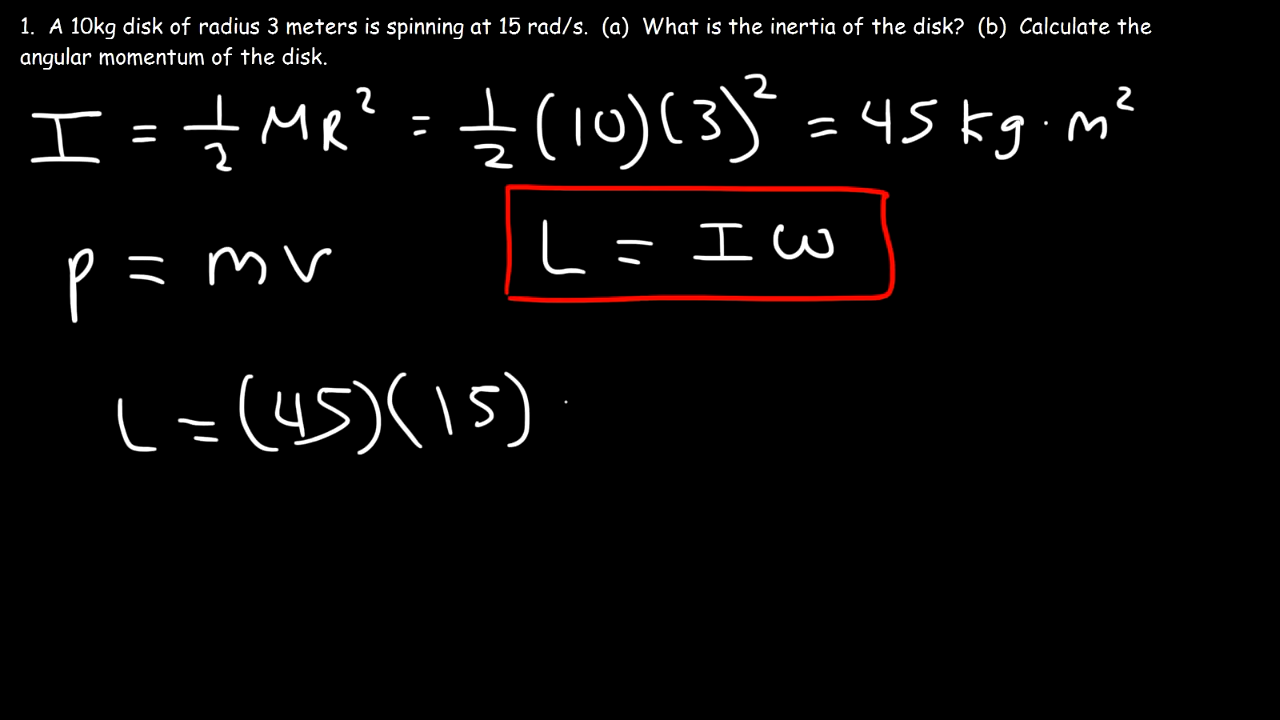 1. A 10kg disk of radius 3 meters is spinning at 15 rad/s. (a) What is the inertia of the disk? (b) Calculate the
angular momentum of the disk.
I = 1/2 MR² = 1/2 (10)(3)² = 45 kg · m²
p = mv
L = I ω
L = (45)(15)